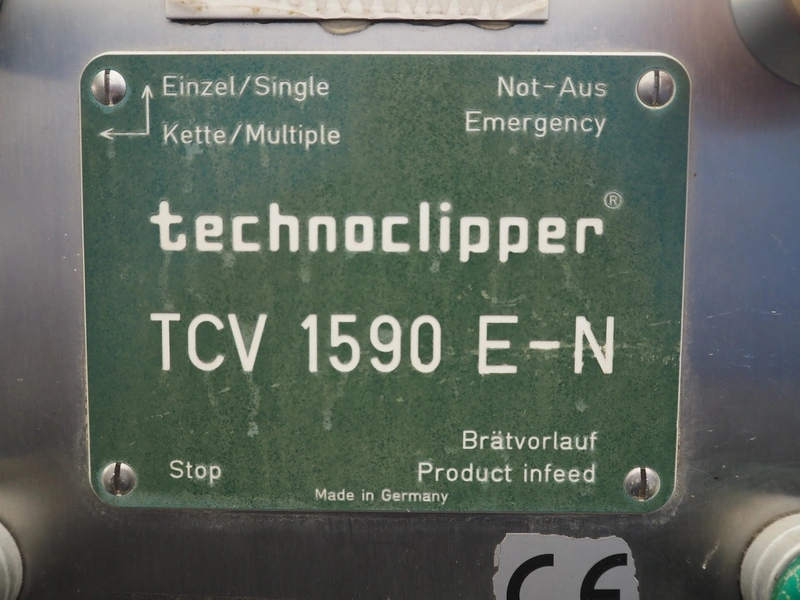 Einzel/Single
Not-Aus
Kette/Multiple
Emergency
technoclipper®
TCV 1590 E-N
Brätvorlauf
Stop
Product infeed
Made in Germany
CE